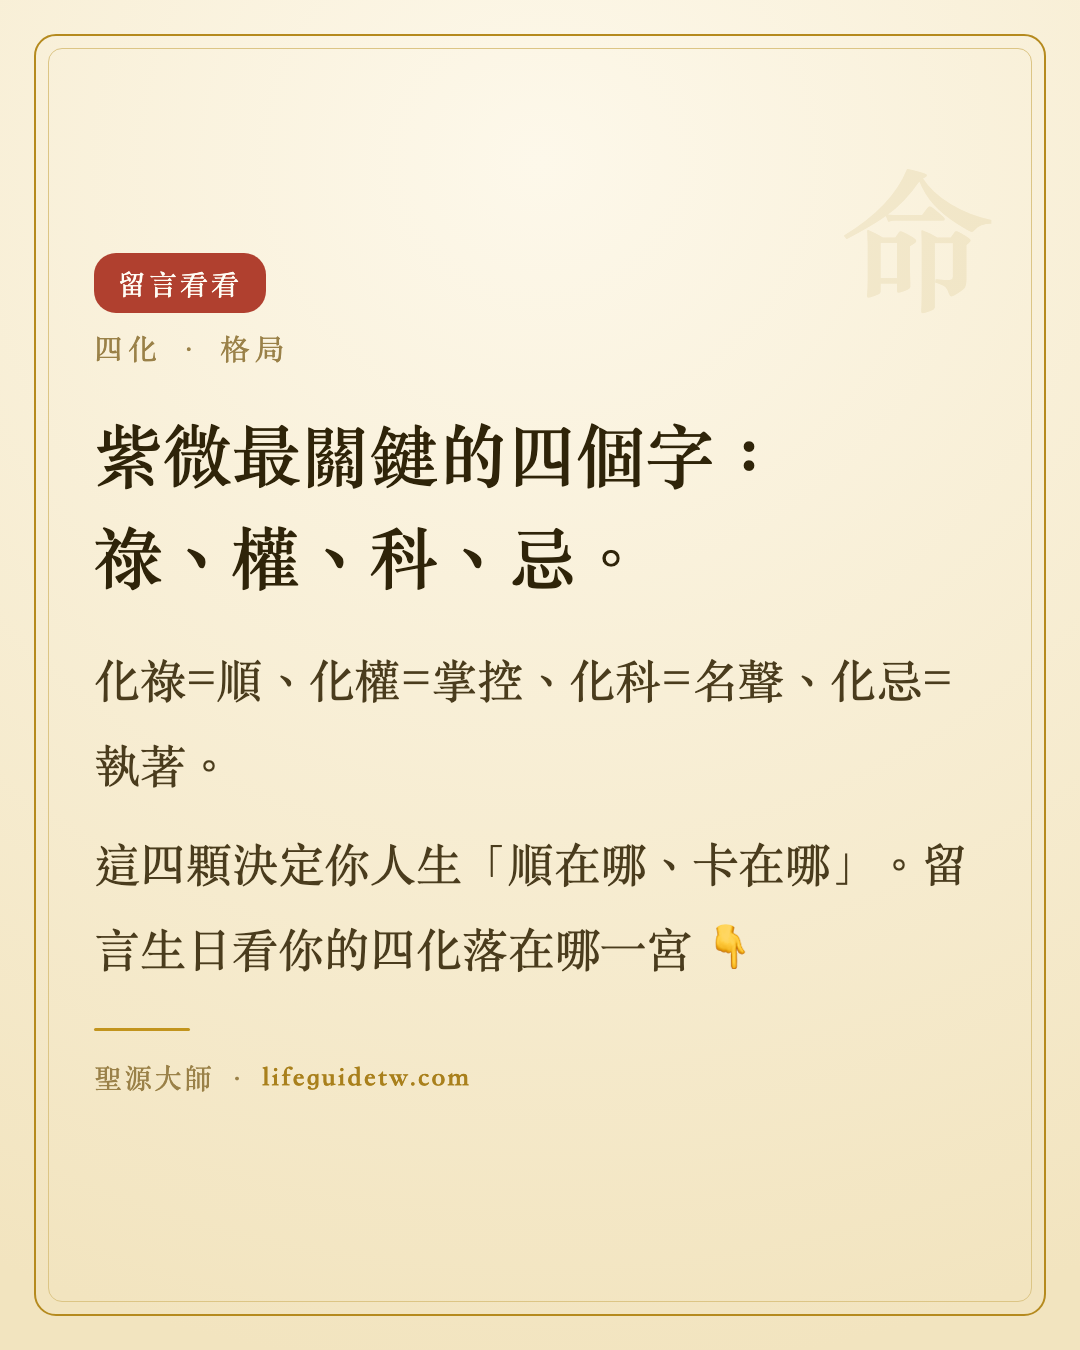 命
留言看看
四化 · 格局
紫微最關鍵的四個字：
祿、權、科、忌。
化祿=順、化權=掌控、化科=名聲、化忌=
執著。
這四顆決定你人生「順在哪、卡在哪」。留
言生日看你的四化落在哪一宮 👇
聖源大師 · lifeguidetw.com